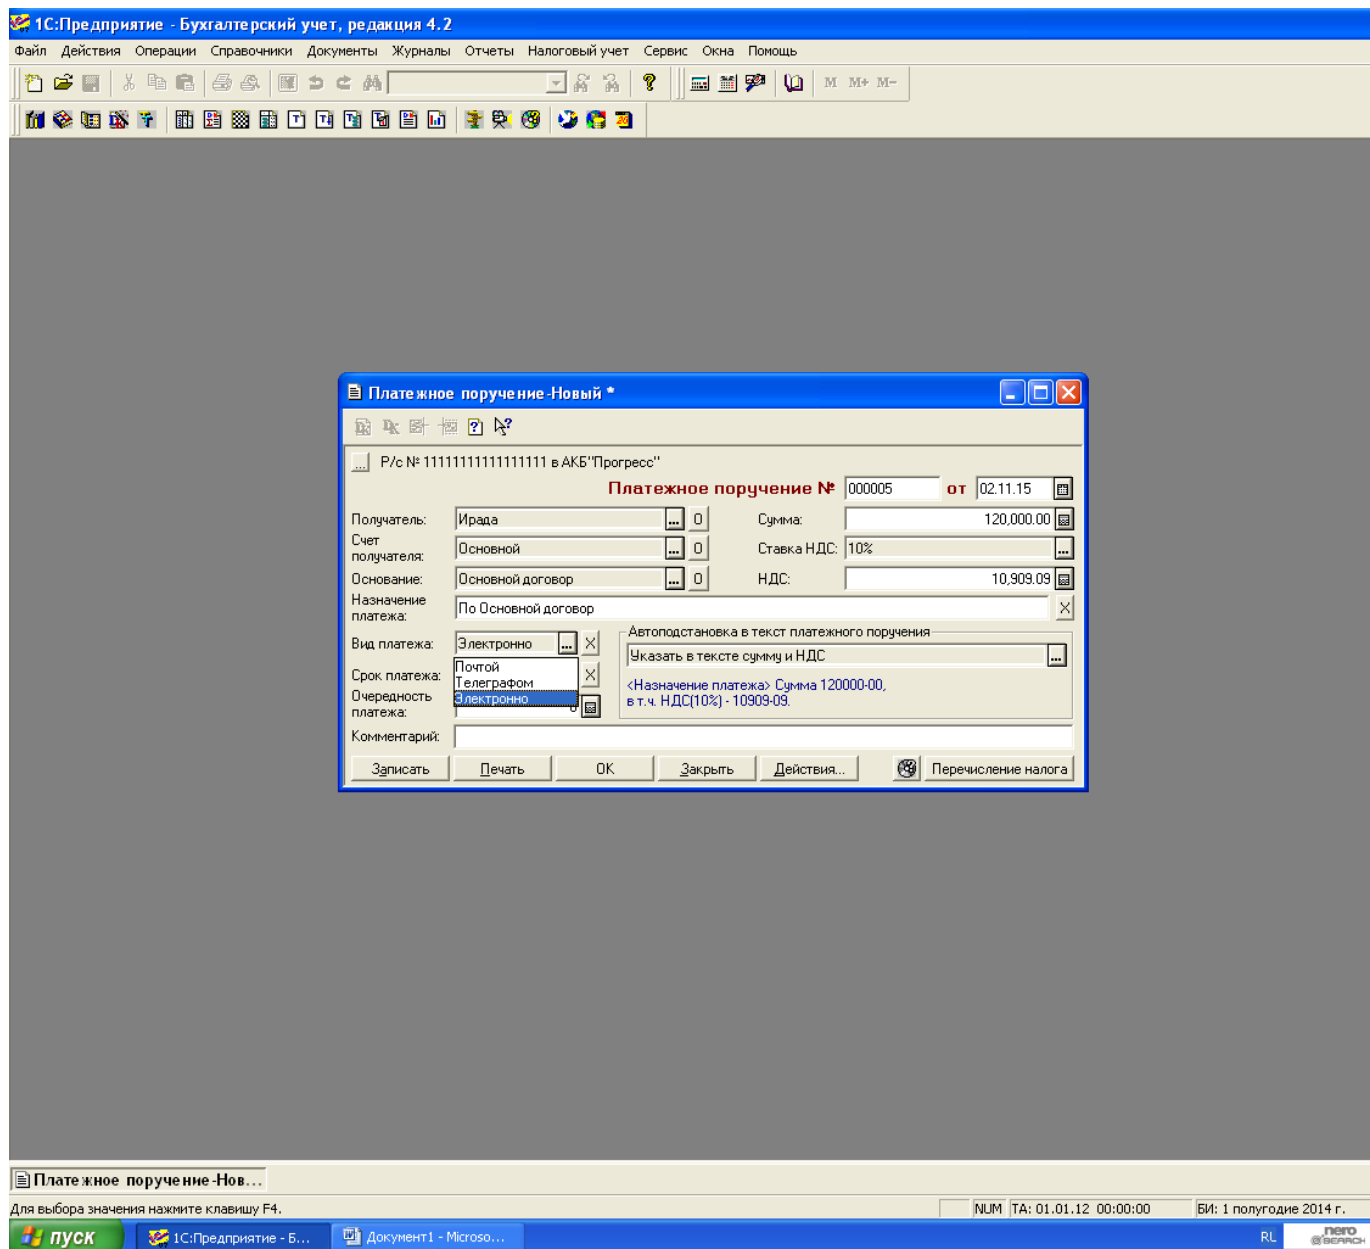 1С:Предприятие - Бухгалтерский учет, редакция 4.2
Файл Действия Операции Справочники Документы Журналы Отчеты Налоговый учет Сервис Окна Помощь
M M+ M-
Платежное поручение-Новый *
... Р/с № 11111111111111111 в АКБ"Прогресс"
Платежное поручение № 000005 от 02.11.15
Получатель: Ирада ... 0 Сумма: 120,000.00
Счет получателя: Основной ... 0 Ставка НДС: 10% ...
Основание: Основной договор ... 0 НДС: 10,909.09
Назначение платежа: По Основной договор X
Вид платежа: Электронно ... X
Автоподстановка в текст платежного поручения
Указать в тексте сумму и НДС ...
Почтой
Срок платежа: X
Телеграфом
<Назначение платежа> Сумма 120000-00,
Очередность платежа:
Электронно
в т.ч. НДС(10%) - 10909-09.
Комментарий:
Записать Печать OK Закрыть Действия... Перечисление налога
Платежное поручение-Нов...
Для выбора значения нажмите клавишу F4. NUM TA: 01.01.12 00:00:00 БИ: 1 полугодие 2014 г.
пуск 1С:Предприятие - Б... Документ1 - Microso... RL nero SEARCH